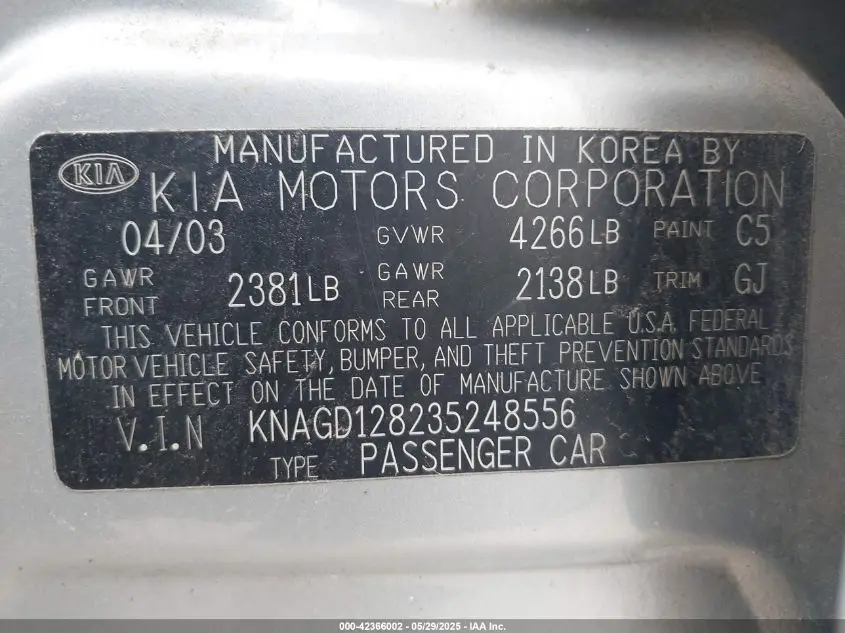 MANUFACTURED IN KOREA BY
KIA KIA MOTORS CORPORATION
04/03 GVWR 4266LB PAINT C5
GAWR FRONT 2381LB GAWR REAR 2138LB TRIM GJ
THIS VEHICLE CONFORMS TO ALL APPLICABLE U.S.A. FEDERAL
MOTOR VEHICLE SAFETY, BUMPER, AND THEFT PREVENTION STANDARDS
IN EFFECT ON THE DATE OF MANUFACTURE SHOWN ABOVE
V.I.N KNAGD128235248556
TYPE PASSENGER CAR
000-42366002 — 05/29/2025 — IAA Inc.